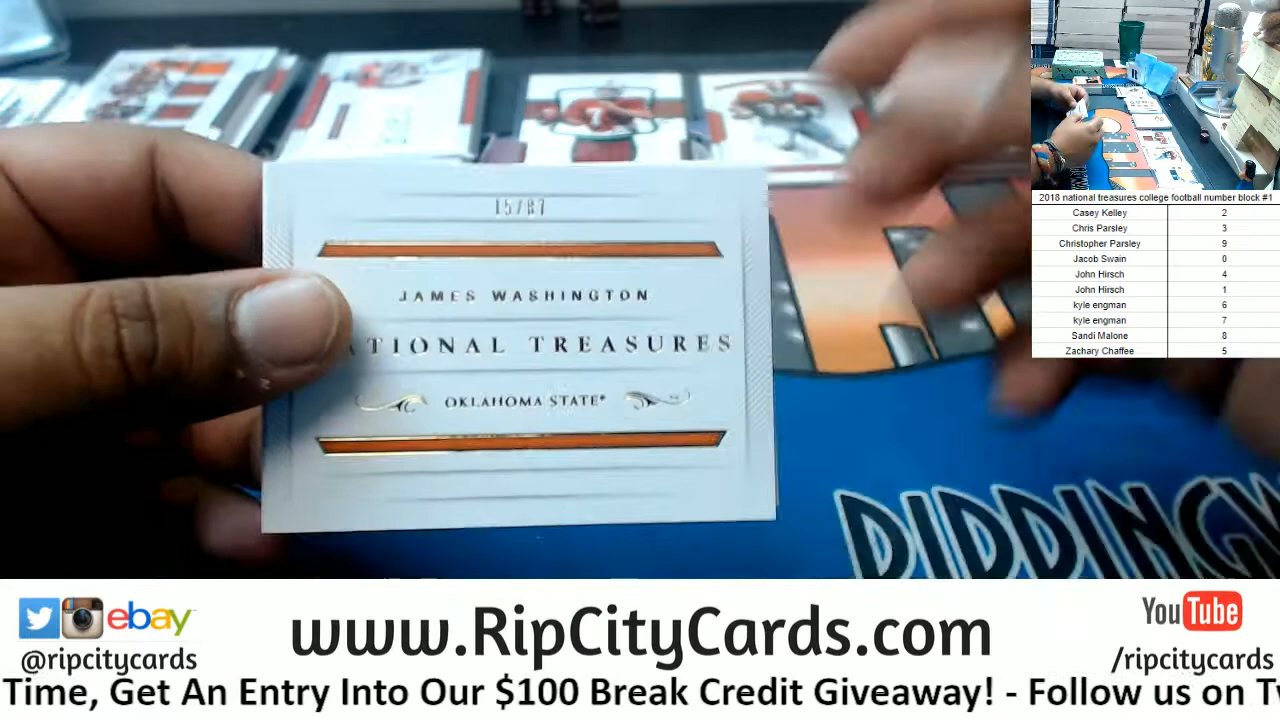 15/87
JAMES WASHINGTON
NATIONAL TREASURES
OKLAHOMA STATE
7
2018 national treasures college football number block #1
Casey Kelley 2
Chris Parsley 3
Christopher Parsley 9
Jacob Swain 0
John Hirsch 4
John Hirsch 1
kyle engman 6
kyle engman 7
Sandi Malone 8
Zachary Chaffee 5
ebay
@ripcitycards
www.RipCityCards.com
YouTube
/ripcitycards
Time, Get An Entry Into Our $100 Break Credit Giveaway! - Follow us on Tw